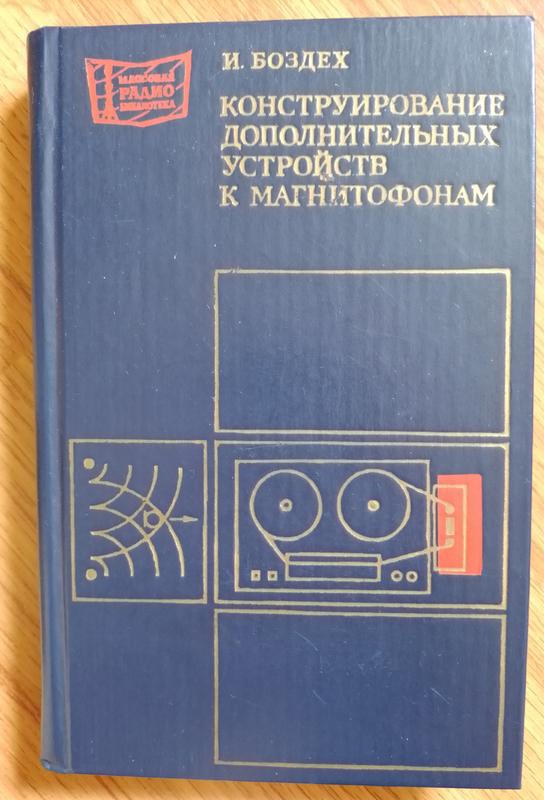 МАССОВАЯ
РАДИО
БИБЛИОТЕКА
И. БОЗДЕХ
КОНСТРУИРОВАНИЕ
ДОПОЛНИТЕЛЬНЫХ
УСТРОЙСТВ
К МАГНИТОФОНАМ